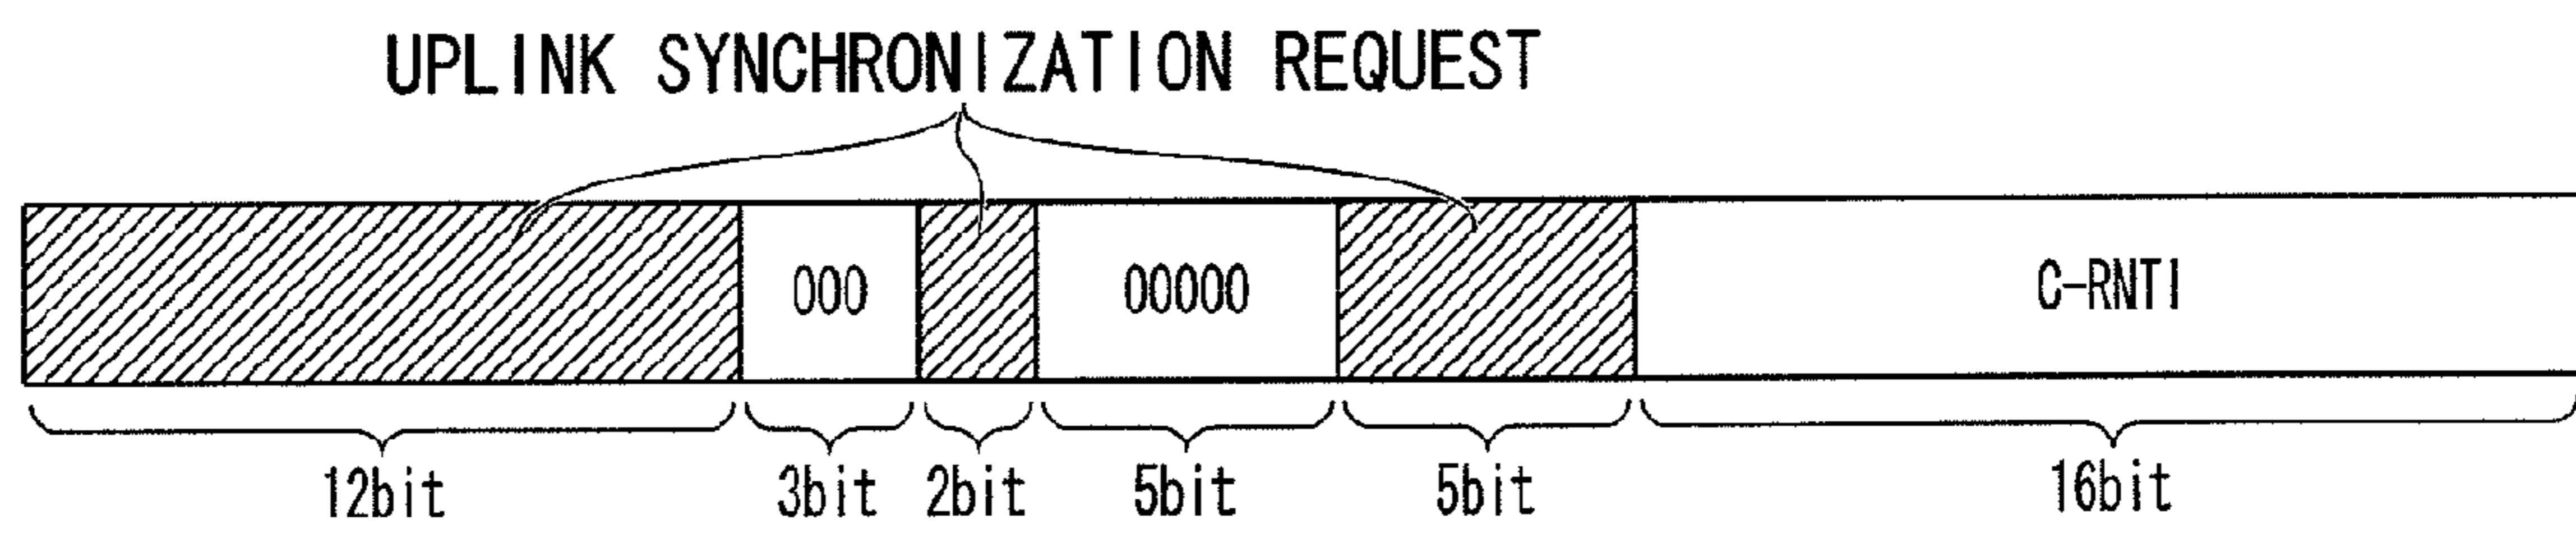 UPLINK SYNCHRONIZATION REQUEST
000 00000 C-RNTI
12bit 3bit 2bit 5bit 5bit 16bit